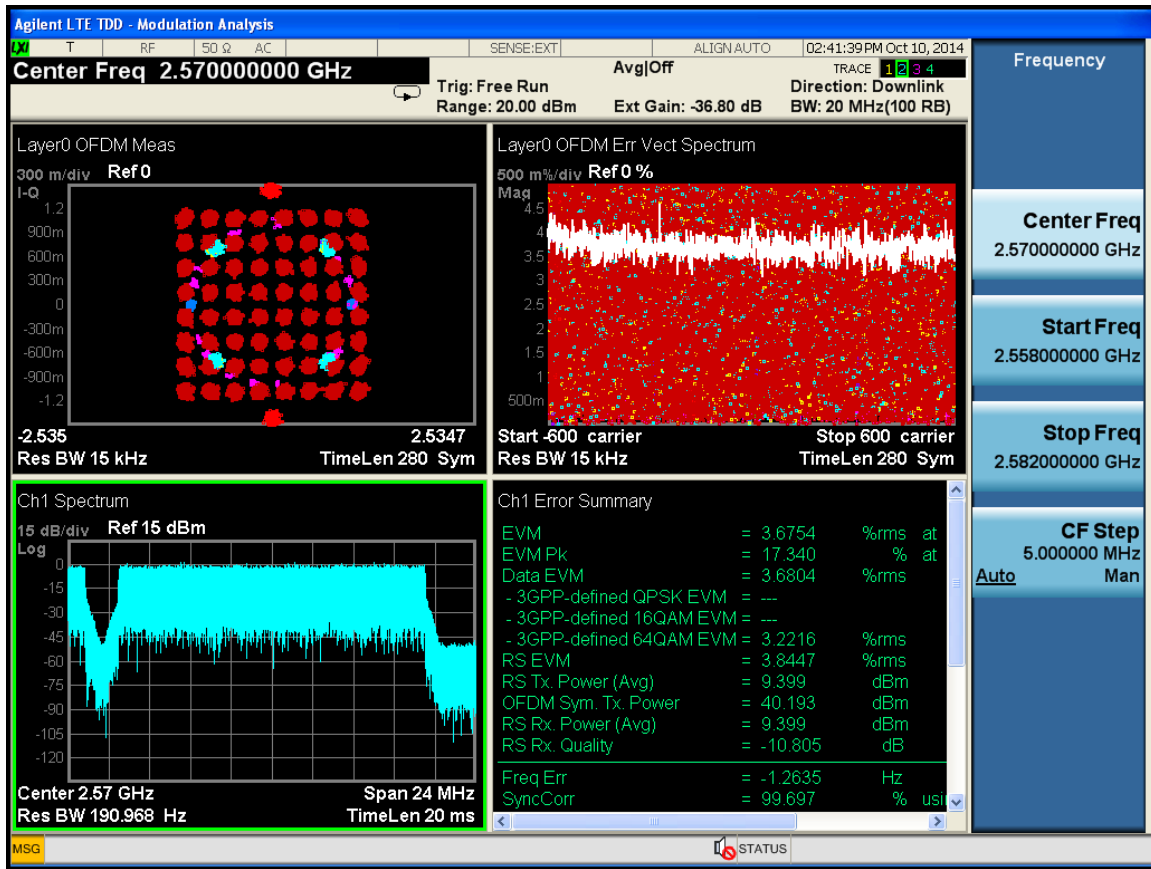 Agilent LTE TDD - Modulation Analysis
LXI T RF 50 Ω AC SENSE:EXT ALIGN AUTO 02:41:39 PM Oct 10, 2014
Center Freq 2.570000000 GHz
Trig: Free Run
Range: 20.00 dBm
Avg|Off
Ext Gain: -36.80 dB
TRACE 1 2 3 4
Direction: Downlink
BW: 20 MHz(100 RB)
Layer0 OFDM Meas
300 m/div Ref 0
I-Q
1.2
900m
600m
300m
0
-300m
-600m
-900m
-1.2
-2.535 2.5347
Res BW 15 kHz TimeLen 280 Sym
Layer0 OFDM Err Vect Spectrum
500 m%/div Ref 0 %
Mag
4.5
4
3.5
3
2.5
2
1.5
1
500m
Start -600 carrier Stop 600 carrier
Res BW 15 kHz TimeLen 280 Sym
Ch1 Spectrum
15 dB/div Ref 15 dBm
Log
0
-15
-30
-45
-60
-75
-90
-105
-120
Center 2.57 GHz Span 24 MHz
Res BW 190.968 Hz TimeLen 20 ms
Ch1 Error Summary
EVM = 3.6754 %rms at
EVM Pk = 17.340 % at
Data EVM = 3.6804 %rms
- 3GPP-defined QPSK EVM = ---
- 3GPP-defined 16QAM EVM = ---
- 3GPP-defined 64QAM EVM = 3.2216 %rms
RS EVM = 3.8447 %rms
RS Tx. Power (Avg) = 9.399 dBm
OFDM Sym. Tx. Power = 40.193 dBm
RS Rx. Power (Avg) = 9.399 dBm
RS Rx. Quality = -10.805 dB
Freq Err = -1.2635 Hz
SyncCorr = 99.697 % usi
Frequency
Center Freq
2.570000000 GHz
Start Freq
2.558000000 GHz
Stop Freq
2.582000000 GHz
CF Step
5.000000 MHz
Auto Man
MSG STATUS